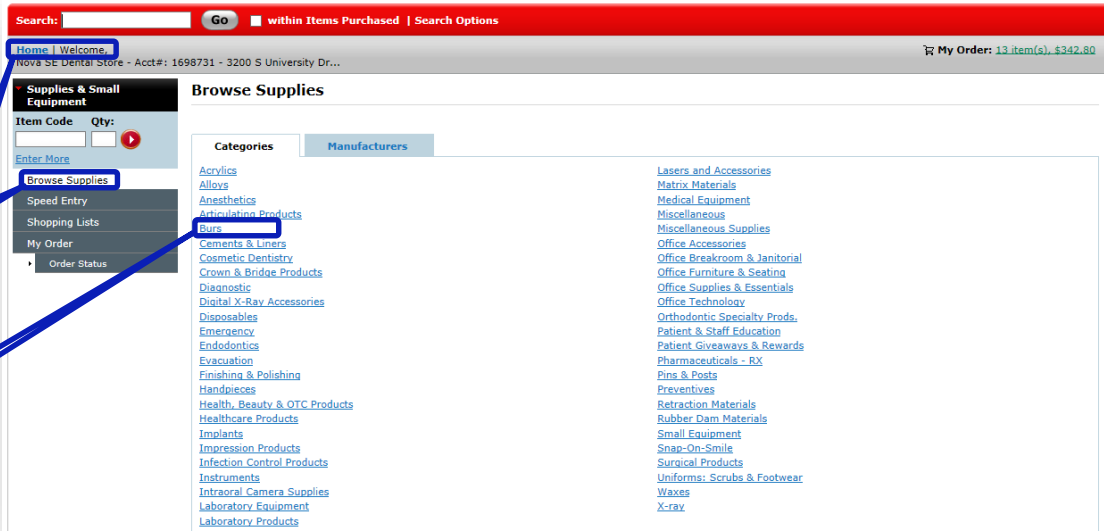 Search: Go within Items Purchased | Search Options
Home | Welcome,
Nova SE Dental Store - Acct#: 1698731 - 3200 S University Dr...
My Order: 13 item(s), $342.80
Supplies & Small
Equipment
Item Code Qty:
Enter More
Browse Supplies
Speed Entry
Shopping Lists
My Order
Order Status
Browse Supplies
Categories Manufacturers
Acrylics
Alloys
Anesthetics
Articulating Products
Burs
Cements & Liners
Cosmetic Dentistry
Crown & Bridge Products
Diagnostic
Digital X-Ray Accessories
Disposables
Emergency
Endodontics
Evacuation
Finishing & Polishing
Handpieces
Health, Beauty & OTC Products
Healthcare Products
Implants
Impression Products
Infection Control Products
Instruments
Intraoral Camera Supplies
Laboratory Equipment
Laboratory Products
Lasers and Accessories
Matrix Materials
Medical Equipment
Miscellaneous
Miscellaneous Supplies
Office Accessories
Office Breakroom & Janitorial
Office Furniture & Seating
Office Supplies & Essentials
Office Technology
Orthodontic Specialty Prods.
Patient & Staff Education
Patient Giveaways & Rewards
Pharmaceuticals - RX
Pins & Posts
Preventives
Retraction Materials
Rubber Dam Materials
Small Equipment
Snap-On-Smile
Surgical Products
Uniforms: Scrubs & Footwear
Waxes
X-ray